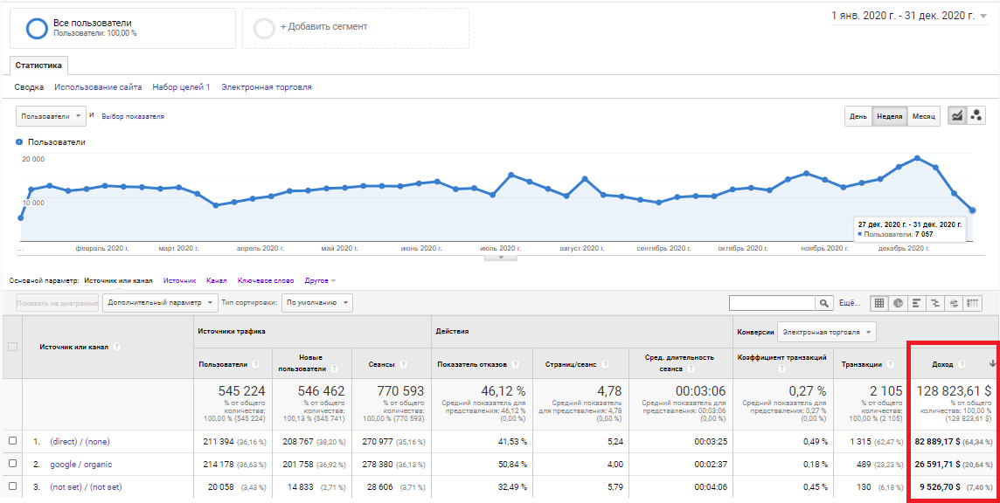 Все пользователи
Пользователи: 100,00 %
+ Добавить сегмент
1 янв. 2020 г. - 31 дек. 2020 г.
Статистика
Сводка Использование сайта Набор целей 1 Электронная торговля
Пользователи и Выбор показателя
День Неделя Месяц
Пользователи
20 000
10 000
27 дек. 2020 г. - 31 дек. 2020 г.
Пользователи: 7 057
... февраль 2020 г. март 2020 г. апрель 2020 г. май 2020 г. июнь 2020 г. июль 2020 г. август 2020 г. сентябрь 2020 г. октябрь 2020 г. ноябрь 2020 г. декабрь 2020 г.
Основной параметр: Источник или канал Источник Канал Ключевое слово Другое
Показать на диаграмме Дополнительный параметр Тип сортировки: По умолчанию Ещё...
Источник или канал ?
Источники трафика
Действия
Конверсии Электронная торговля
Пользователи ?
Новые
пользователи ?
Сеансы ?
Показатель отказов ?
Страниц/сеанс ?
Сред. длительность
сеанса ?
Коэффициент транзакций
?
Транзакции ?
Доход ?
545 224
% от общего
количества:
100,00 % (545 224)
546 462
% от общего
количества:
100,13 % (545 741)
770 593
% от общего
количества:
100,00 % (770 593)
46,12 %
Средний показатель для
представления: 46,12 %
(0,00 %)
4,78
Средний показатель
для представления: 4,78
(0,00 %)
00:03:06
Средний показатель для
представления: 00:03:06
(0,00 %)
0,27 %
Средний показатель для
представления: 0,27 %
(0,00 %)
2 105
% от общего
количества:
100,00 % (2 105)
128 823,61 $
% от общего
количества: 100,00 %
(128 823,61 $)
1. (direct) / (none) 211 394 (36,16 %) 208 767 (38,20 %) 270 977 (35,16 %) 41,53 % 5,24 00:03:25 0,49 % 1 315 (62,47 %) 82 889,17 $ (64,34 %)
2. google / organic 214 178 (36,63 %) 201 758 (36,92 %) 278 380 (36,13 %) 50,84 % 4,00 00:02:37 0,18 % 489 (23,23 %) 26 591,71 $ (20,64 %)
3. (not set) / (not set) 20 058 (3,43 %) 14 833 (2,71 %) 28 606 (3,71 %) 32,49 % 5,79 00:04:06 0,45 % 130 (6,18 %) 9 526,70 $ (7,40 %)